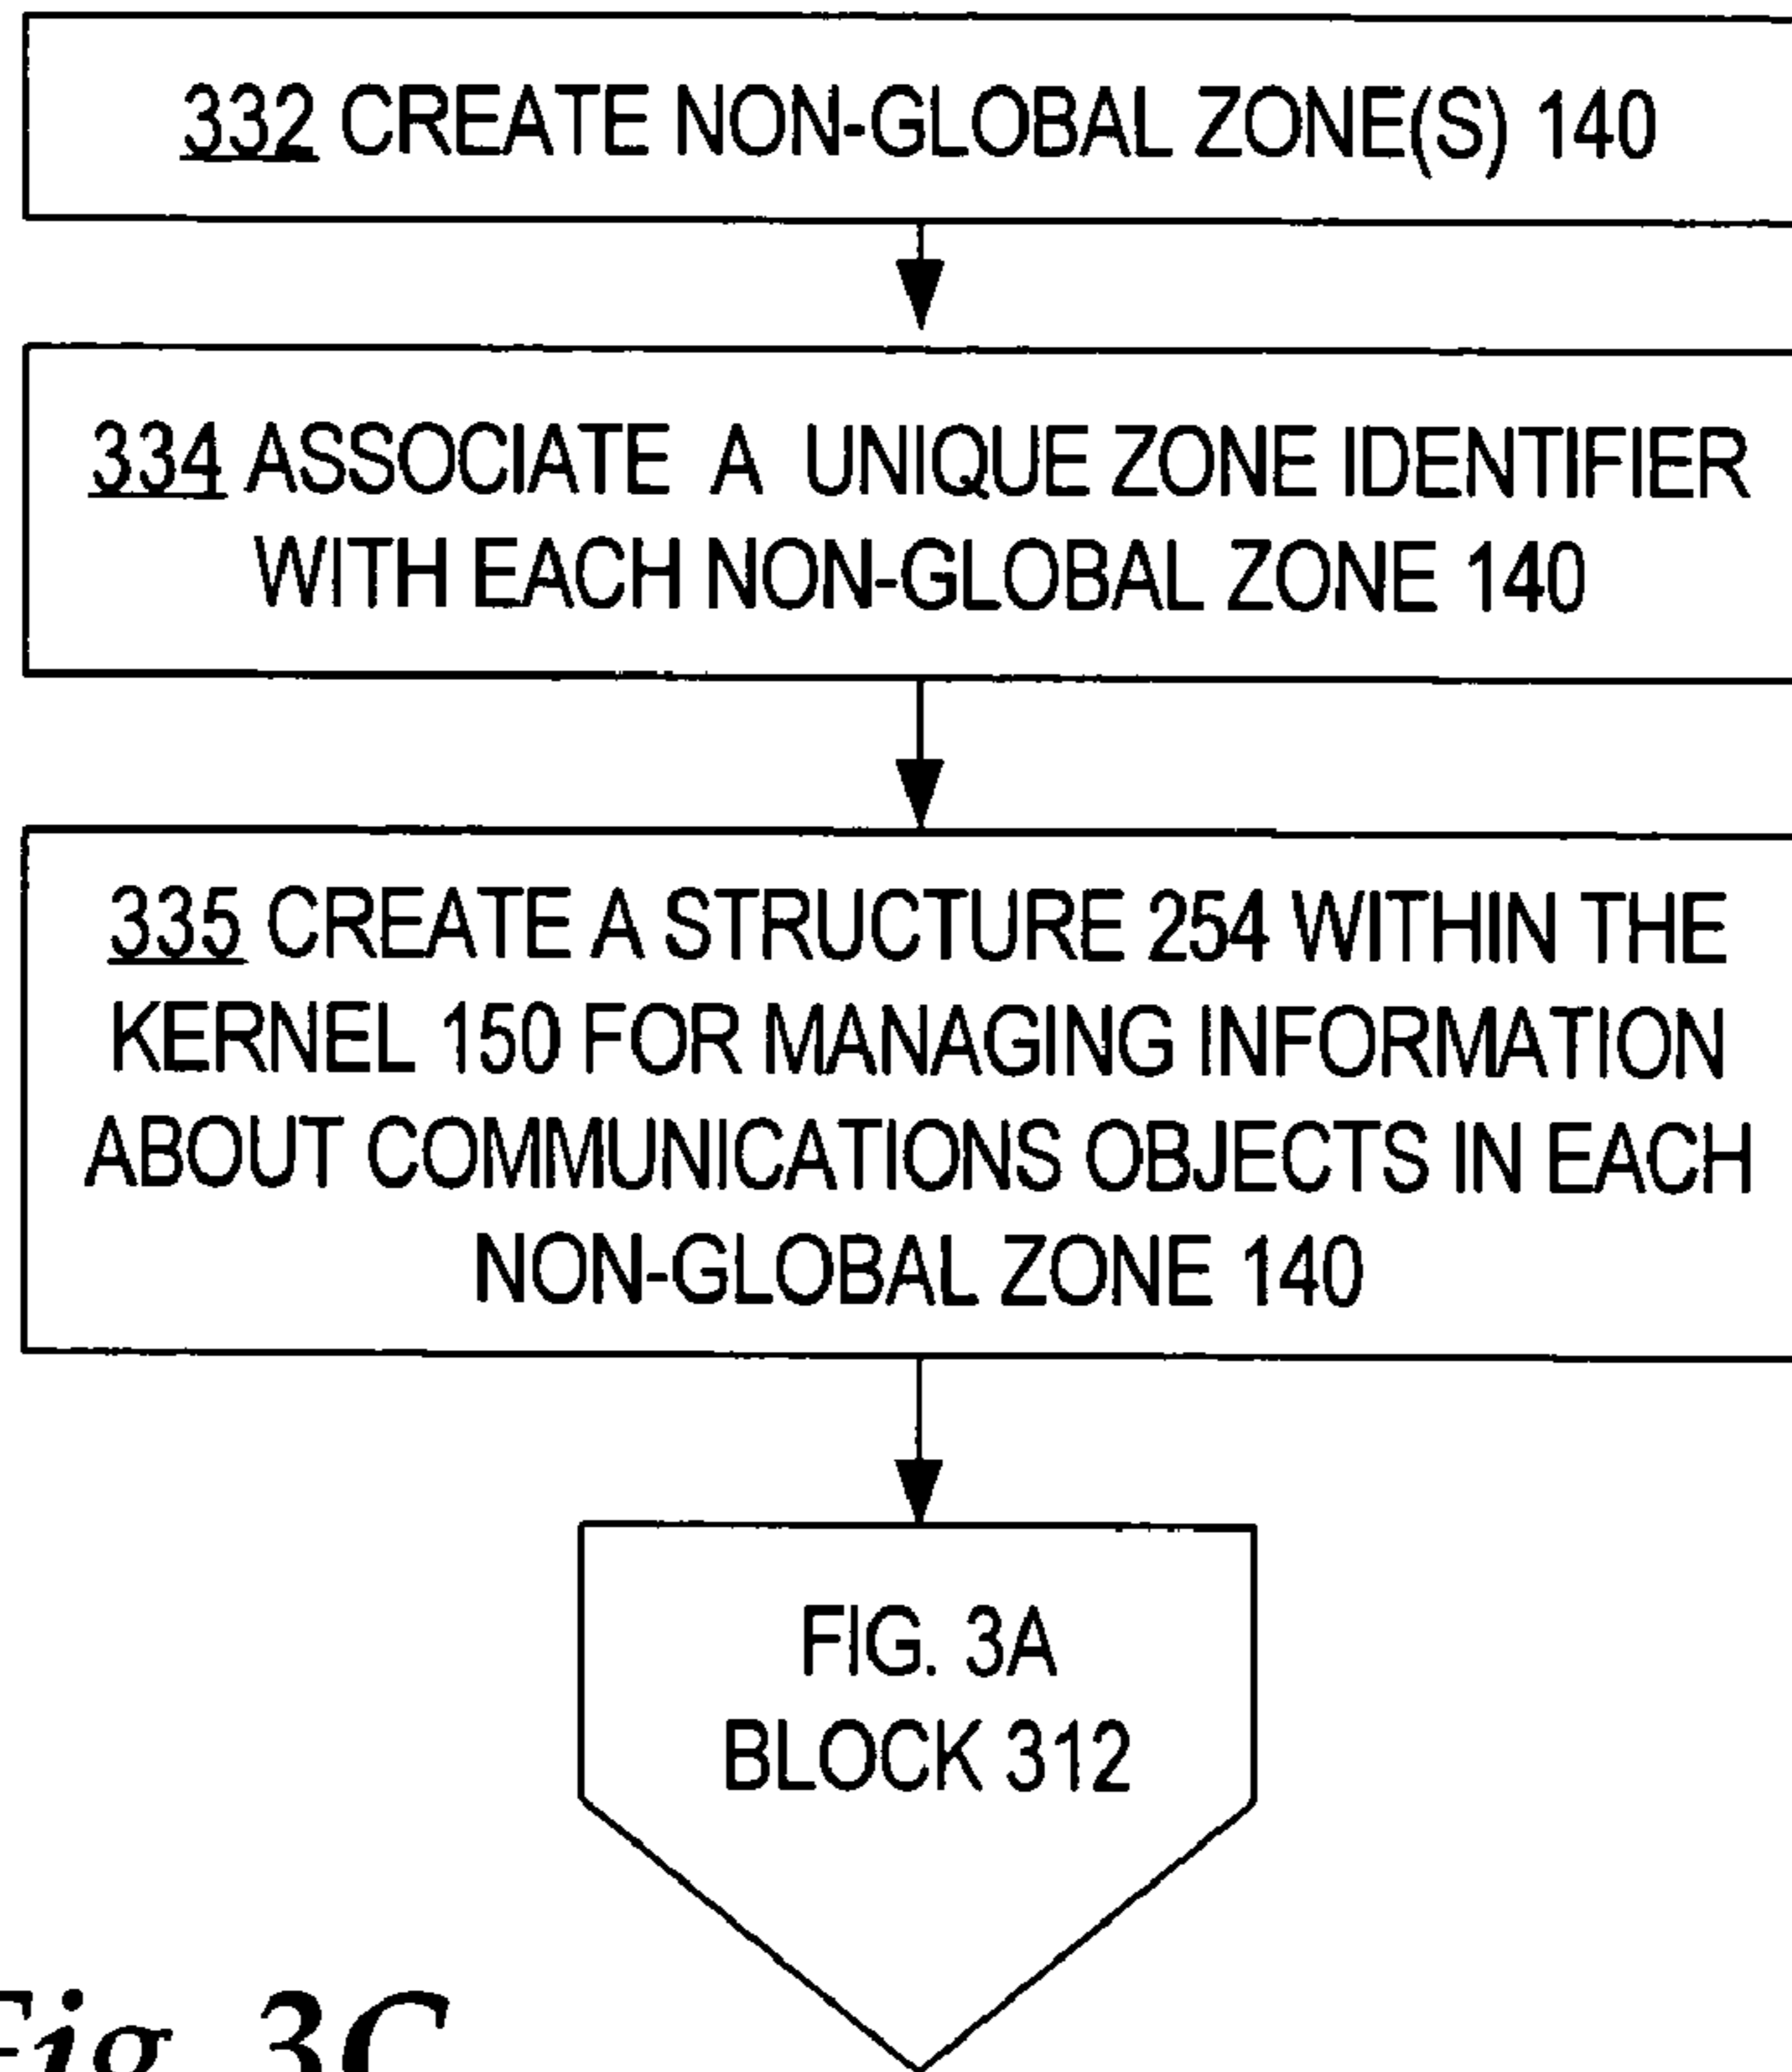 332 CREATE NON-GLOBAL ZONE(S) 140
334 ASSOCIATE A UNIQUE ZONE IDENTIFIER
WITH EACH NON-GLOBAL ZONE 140
335 CREATE A STRUCTURE 254 WITHIN THE
KERNEL 150 FOR MANAGING INFORMATION
ABOUT COMMUNICATIONS OBJECTS IN EACH
NON-GLOBAL ZONE 140
FIG. 3A
BLOCK 312
Fig. 3C